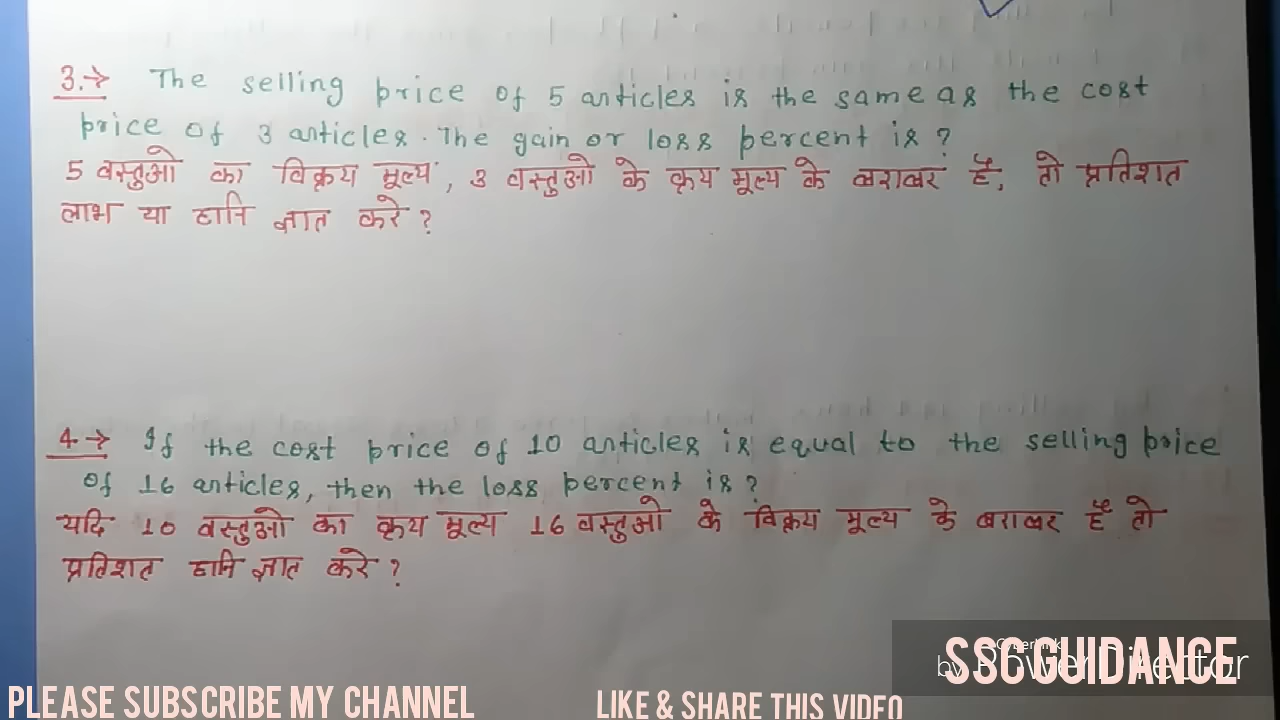 3.→ The selling price of 5 articles is the same as the cost
price of 3 articles. The gain or loss percent is?
5 वस्तुओ का विक्रय मूल्य, 3 वस्तुओ के क्रय मूल्य के बराबर है, तो प्रतिशत
लाभ या हानि ज्ञात करे?
4→ If the cost price of 10 articles is equal to the selling price
of 16 articles, then the loss percent is?
यदि 10 वस्तुओ का क्रय मूल्य 16 वस्तुओ के विक्रय मूल्य के बराबर है तो
प्रतिशत हानि ज्ञात करे?
CyberLink
by PowerDirector
SSC GUIDANCE
PLEASE SUBSCRIBE MY CHANNEL
LIKE & SHARE THIS VIDEO